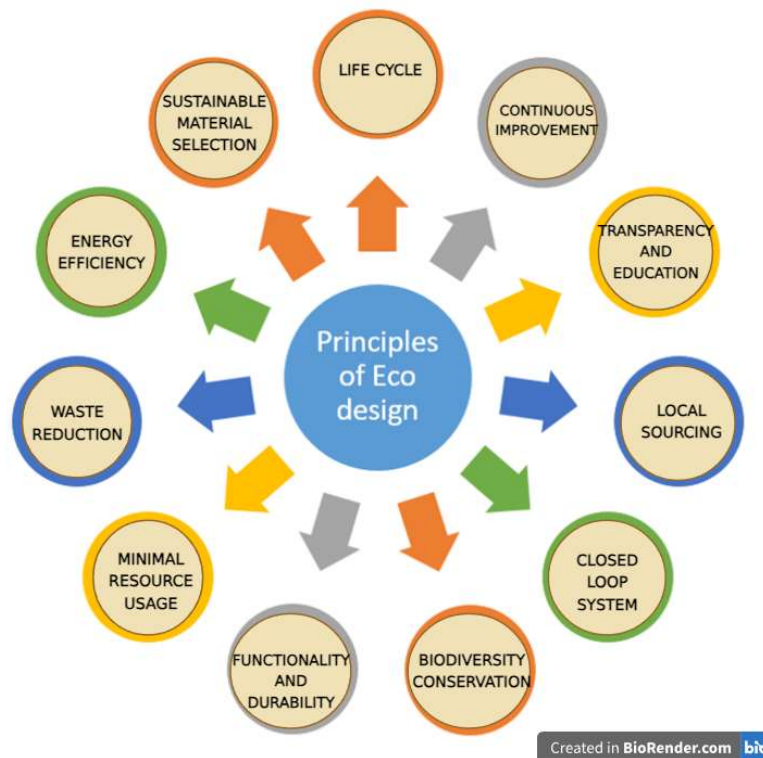 LIFE CYCLE
CONTINUOUS
IMPROVEMENT
TRANSPARENCY
AND
EDUCATION
LOCAL
SOURCING
CLOSED
LOOP
SYSTEM
BIODIVERSITY
CONSERVATION
FUNCTIONALITY
AND
DURABILITY
MINIMAL
RESOURCE
USAGE
WASTE
REDUCTION
ENERGY
EFFICIENCY
SUSTAINABLE
MATERIAL
SELECTION
Principles
of Eco
design
Created in BioRender.com